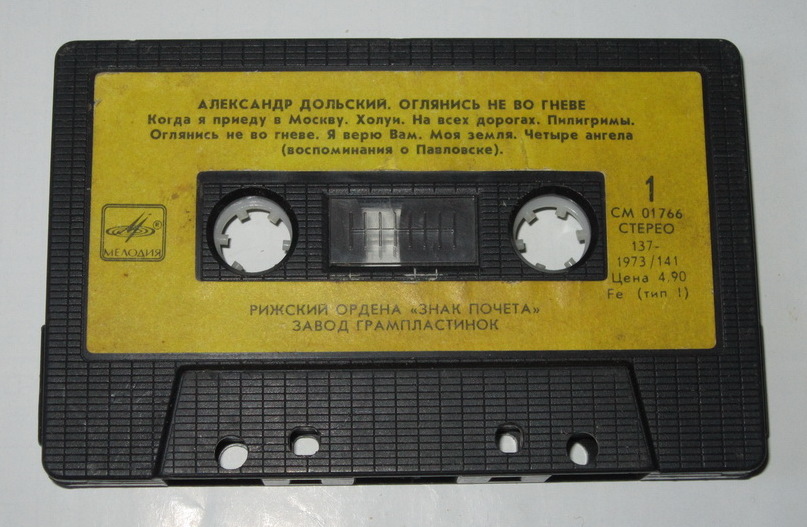 АЛЕКСАНДР ДОЛЬСКИЙ. ОГЛЯНИСЬ НЕ ВО ГНЕВЕ
Когда я приеду в Москву. Холуи. На всех дорогах. Пилигримы.
Оглянись не во гневе. Я верю Вам. Моя земля. Четыре ангела
(воспоминания о Павловске).
МЕЛОДИЯ
®
1
СМ 01766
СТЕРЕО
137-
1973/141
Цена 4.90
Fe (тип I)
РИЖСКИЙ ОРДЕНА «ЗНАК ПОЧЕТА»
ЗАВОД ГРАМПЛАСТИНОК